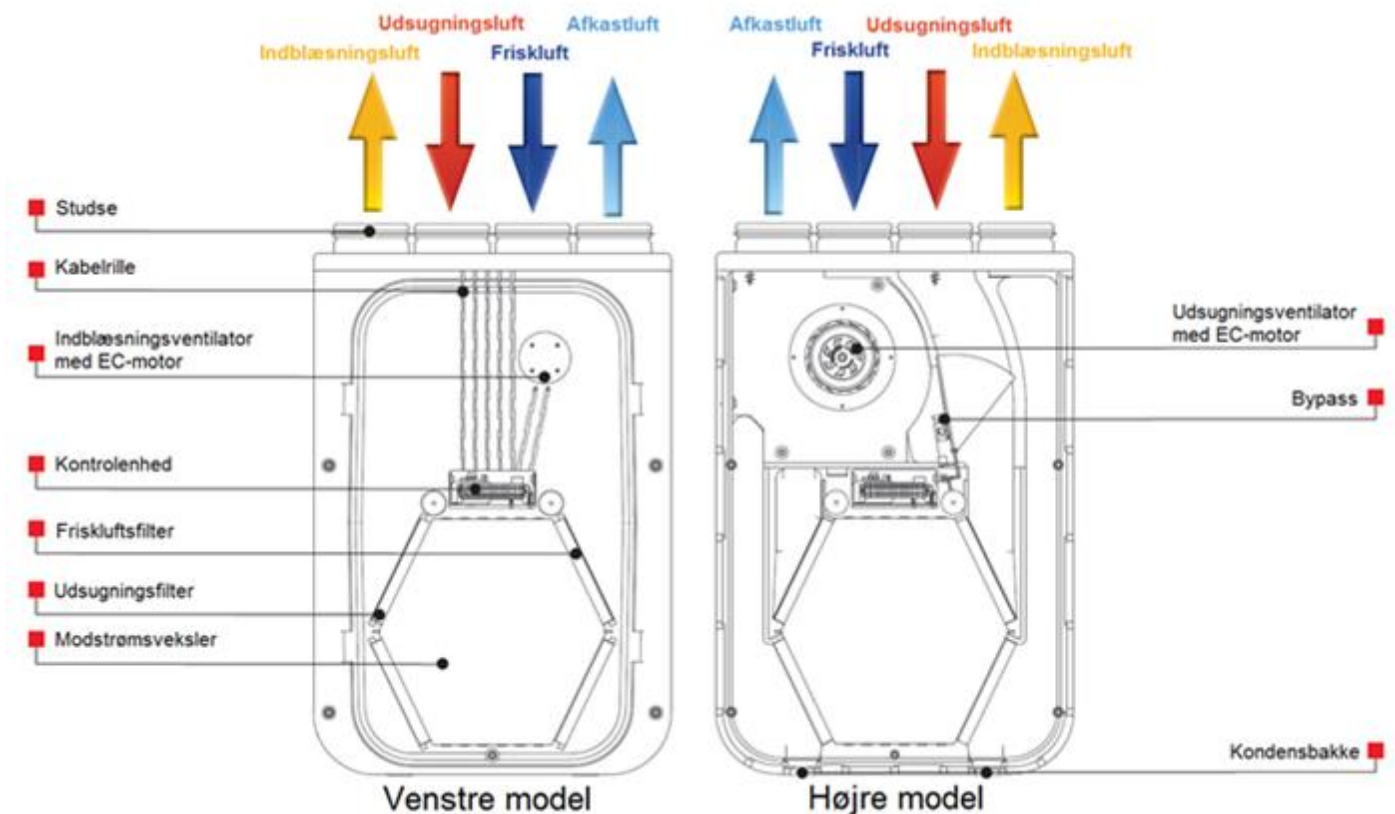 Udsugningsluft Afkastluft
Indblæsningsluft Friskluft
Afkastluft Udsugningsluft
Friskluft Indblæsningsluft
Studse
Kabelrille
Indblæsningsventilator
med EC-motor
Kontrolenhed
Friskluftsfilter
Udsugningsfilter
Modstrømsveksler
Udsugningsventilator
med EC-motor
Bypass
Kondensbakke
Venstre model
Højre model